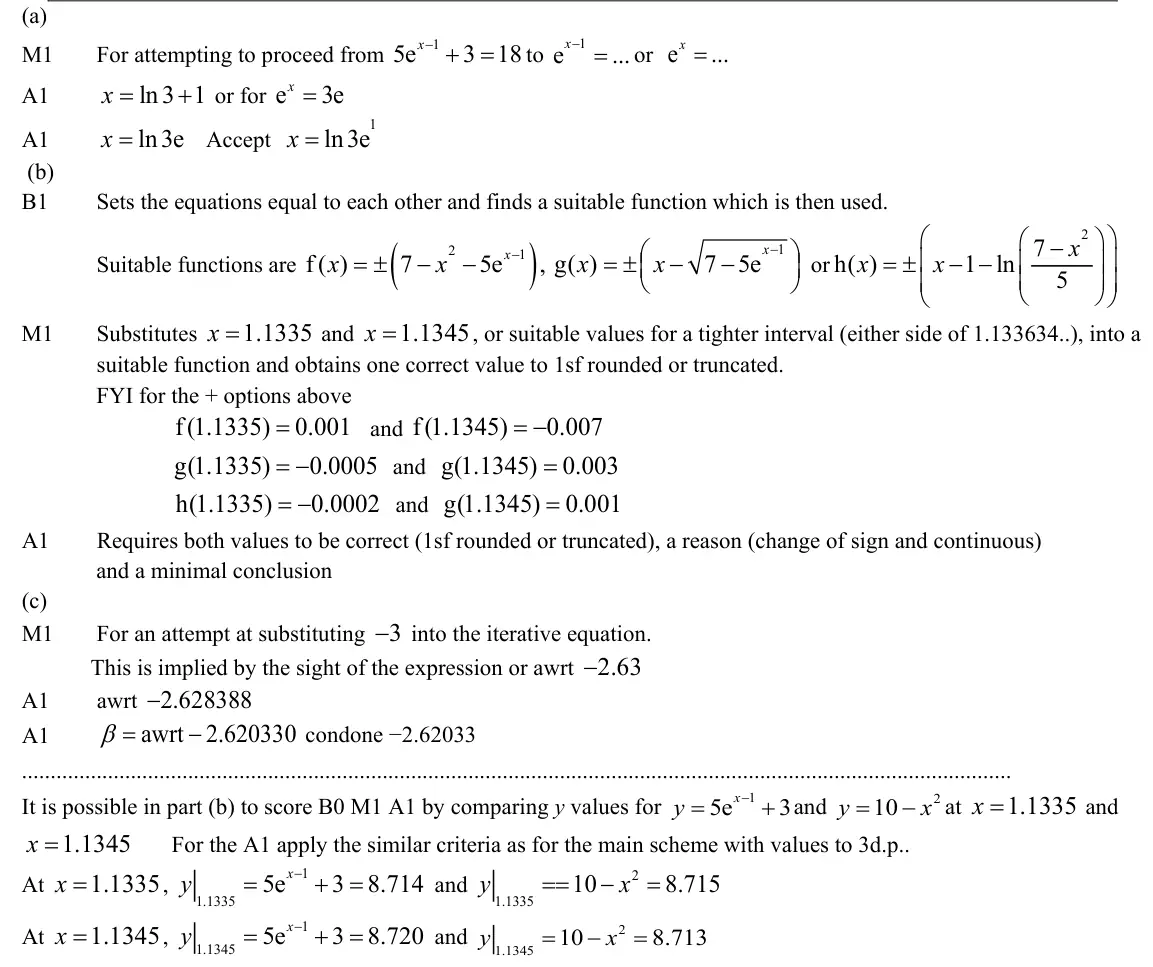 (a)
M1 For attempting to proceed from 5e^{x−1} + 3 = 18 to e^{x−1} = ... or e^x = ...
A1 x = ln 3 + 1 or for e^x = 3e
A1 x = ln 3e Accept x = ln 3e^1
(b)
B1 Sets the equations equal to each other and finds a suitable function which is then used.
Suitable functions are f(x) = ±(7 − x^2 − 5e^{x−1}), g(x) = ±(x − √(7 − 5e^{x−1})) or h(x) = ±(x − 1 − ln((7 − x^2)/5))
M1 Substitutes x = 1.1335 and x = 1.1345, or suitable values for a tighter interval (either side of 1.133634..), into a
suitable function and obtains one correct value to 1sf rounded or truncated.
FYI for the + options above
f(1.1335) = 0.001 and f(1.1345) = −0.007
g(1.1335) = −0.0005 and g(1.1345) = 0.003
h(1.1335) = −0.0002 and g(1.1345) = 0.001
A1 Requires both values to be correct (1sf rounded or truncated), a reason (change of sign and continuous)
and a minimal conclusion
(c)
M1 For an attempt at substituting −3 into the iterative equation.
This is implied by the sight of the expression or awrt −2.63
A1 awrt −2.628388
A1 β = awrt − 2.620330 condone −2.62033
....................................................................................................
It is possible in part (b) to score B0 M1 A1 by comparing y values for y = 5e^{x−1} + 3 and y = 10 − x^2 at x = 1.1335 and
x = 1.1345 For the A1 apply the similar criteria as for the main scheme with values to 3d.p..
At x = 1.1335, y|_{1.1335} = 5e^{x−1} + 3 = 8.714 and y|_{1.1335} == 10 − x^2 = 8.715
At x = 1.1345, y|_{1.1345} = 5e^{x−1} + 3 = 8.720 and y|_{1.1345} = 10 − x^2 = 8.713